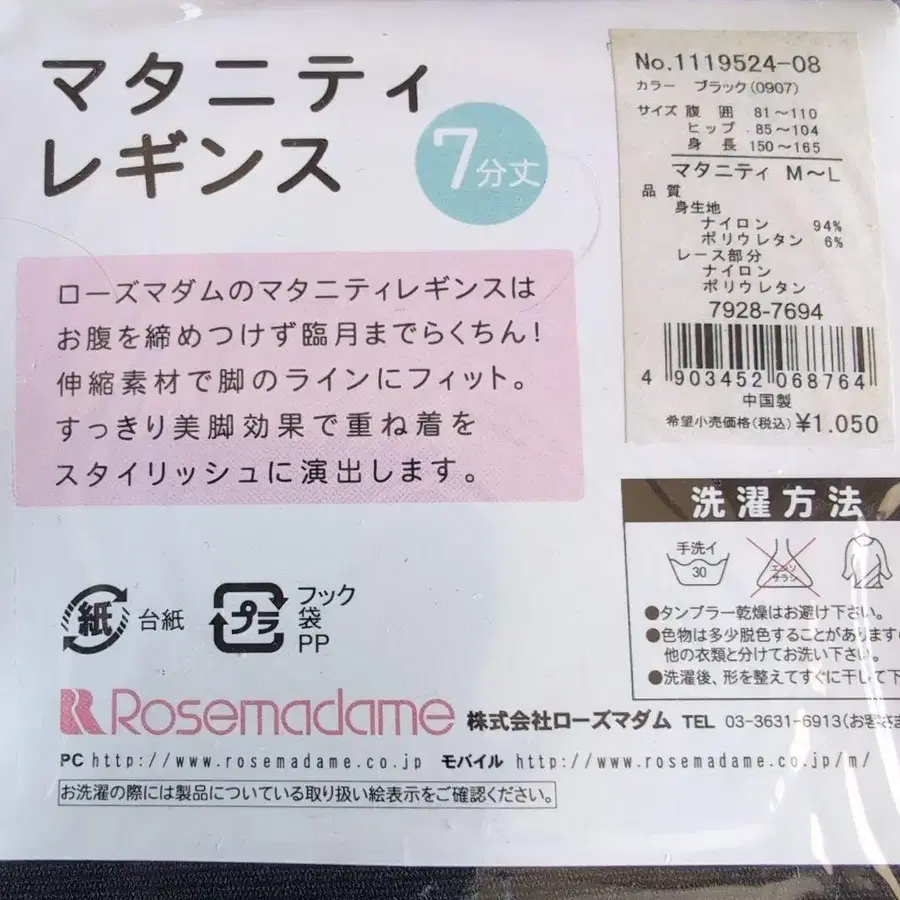 マタニティ
レギンス
7分丈
ローズマダムのマタニティレギンスは
お腹を締めつけず臨月までらくちん!
伸縮素材で脚のラインにフィット。
すっきり美脚効果で重ね着を
スタイリッシュに演出します。
No.1119524-08
カラー ブラック(0907)
サイズ 腹囲 81～110
ヒップ 85～104
身長 150～165
マタニティ M～L
品質
身生地
ナイロン 94%
ポリウレタン 6%
レース部分
ナイロン
ポリウレタン
7928-7694
4 903452 068764
中国製
希望小売価格(税込) ¥1.050
洗濯方法
手洗イ
30
エンソ
サラシ
●タンブラー乾燥はお避け下さい。
●色物は多少脱色することがあります
他の衣類と分けてお洗い下さい。
●洗濯後、形を整えてすぐに干して下
紙 台紙
プラ フック
袋
PP
Rosemadame 株式会社ローズマダム TEL 03-3631-6913(お客さま
PC http://www.rosemadame.co.jp モバイル http://www.rosemadame.co.jp/m/
お洗濯の際には製品についている取り扱い絵表示をご確認ください。